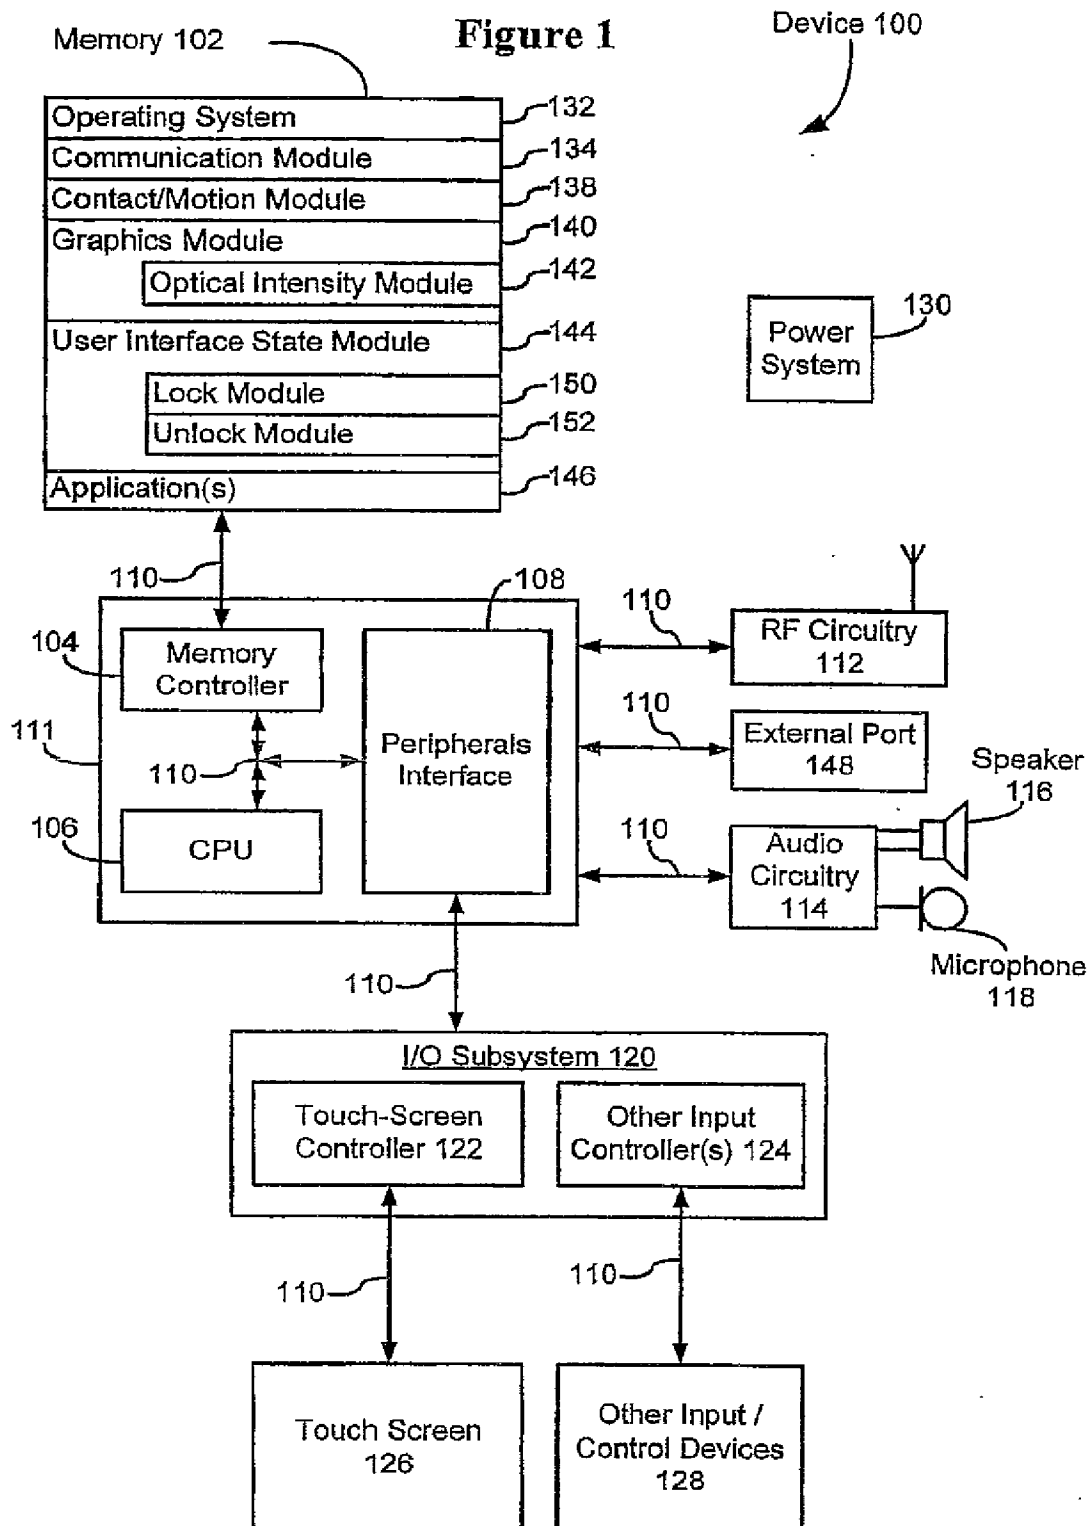 Figure 1
Memory 102
Device 100
Operating System
132
Communication Module
134
Contact/Motion Module
138
Graphics Module
140
Optical Intensity Module
142
User Interface State Module
144
Lock Module
150
Unlock Module
152
Application(s)
146
Power
System
130
110
108
104
Memory
Controller
111
110
Peripherals
Interface
106
CPU
110
RF Circuitry
112
110
External Port
148
Speaker
116
110
Audio
Circuitry
114
Microphone
118
110
I/O Subsystem 120
Touch-Screen
Controller 122
Other Input
Controller(s) 124
110
110
Touch Screen
126
Other Input /
Control Devices
128